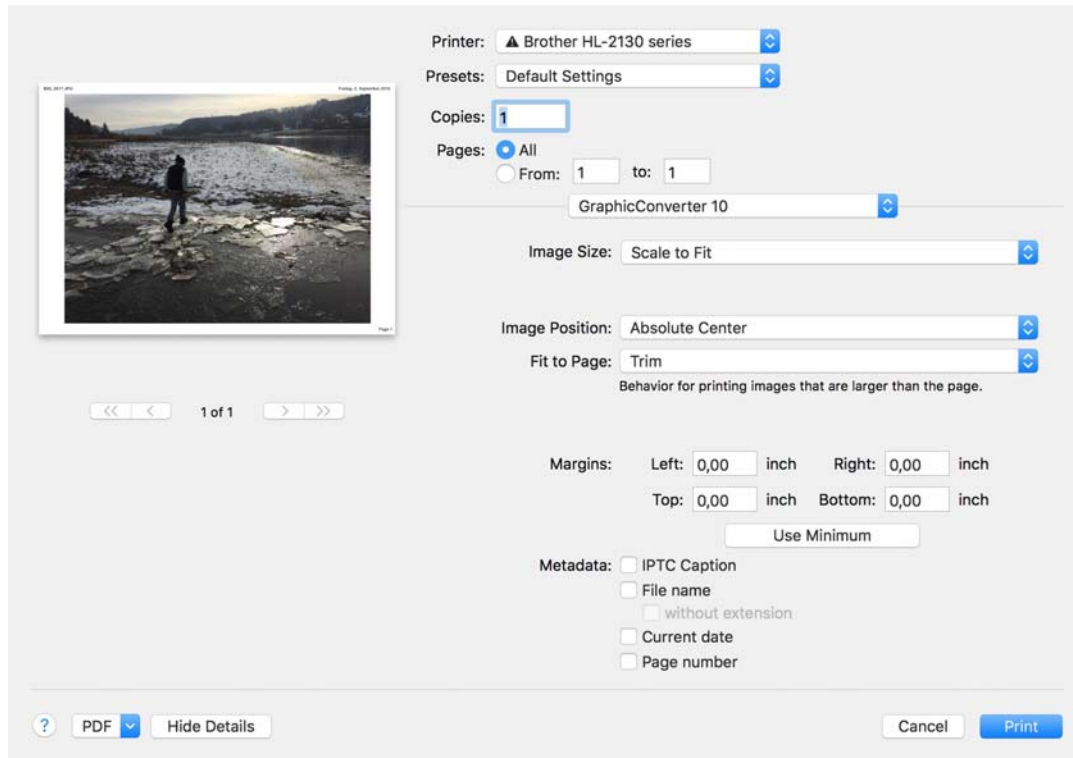 Printer: Brother HL-2130 series
Presets: Default Settings
Copies: 1
Pages: All
From: 1 to: 1
GraphicConverter 10
Image Size: Scale to Fit
Image Position: Absolute Center
Fit to Page: Trim
Behavior for printing images that are larger than the page.
Page 1
<< < 1 of 1 > >>
Margins: Left: 0,00 inch Right: 0,00 inch
Top: 0,00 inch Bottom: 0,00 inch
Use Minimum
Metadata: IPTC Caption
File name
without extension
Current date
Page number
? PDF Hide Details Cancel Print